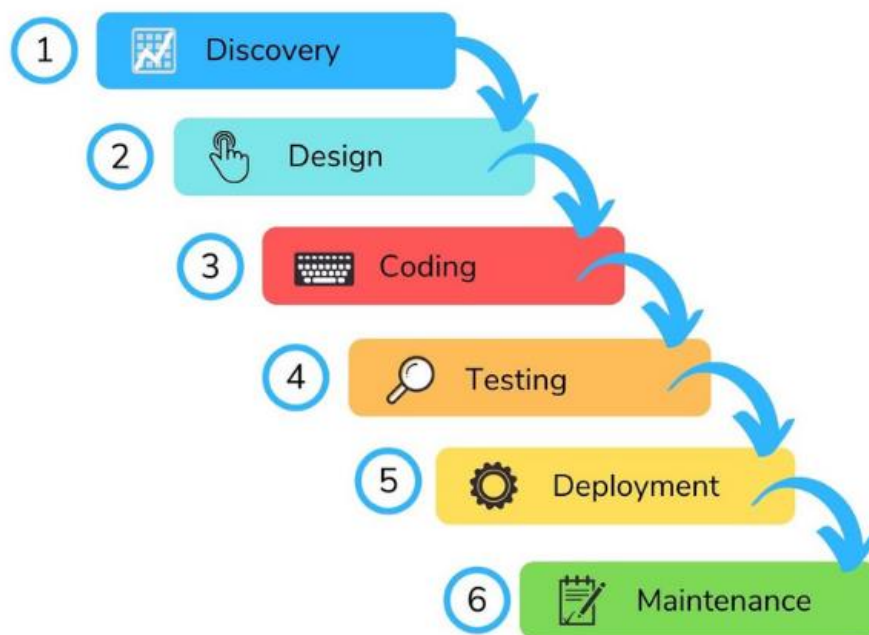 1 Discovery
2 Design
3 Coding
4 Testing
5 Deployment
6 Maintenance